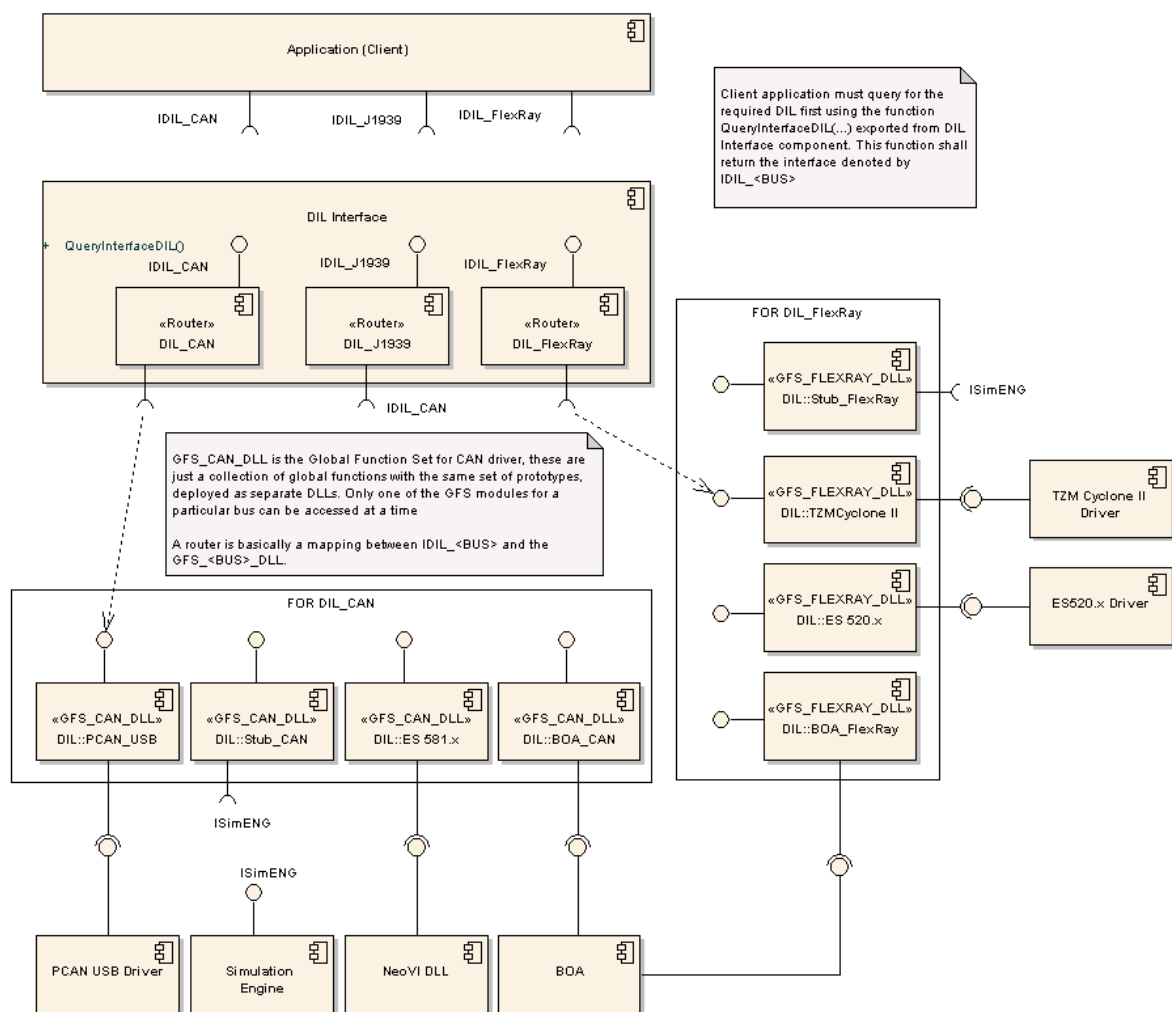 Application (Client)
IDIL_CAN
IDIL_J1939
IDIL_FlexRay
Client application must query for the
required DIL first using the function
QueryInterfaceDIL(...) exported from DIL
Interface component. This function shall
return the interface denoted by
IDIL_<BUS>
DIL Interface
+ QueryInterfaceDIL()
IDIL_CAN
IDIL_J1939
IDIL_FlexRay
«Router»
DIL_CAN
«Router»
DIL_J1939
«Router»
DIL_FlexRay
IDIL_CAN
GFS_CAN_DLL is the Global Function Set for CAN driver, these are
just a collection of global functions with the same set of prototypes,
deployed as separate DLLs. Only one of the GFS modules for a
particular bus can be accessed at a time
A router is basically a mapping between IDIL_<BUS> and the
GFS_<BUS>_DLL.
FOR DIL_FlexRay
«GFS_FLEXRAY_DLL»
DIL::Stub_FlexRay
ISimENG
«GFS_FLEXRAY_DLL»
DIL::TZMCyclone II
TZM Cyclone II
Driver
«GFS_FLEXRAY_DLL»
DIL::ES 520.x
ES520.x Driver
«GFS_FLEXRAY_DLL»
DIL::BOA_FlexRay
FOR DIL_CAN
«GFS_CAN_DLL»
DIL::PCAN_USB
«GFS_CAN_DLL»
DIL::Stub_CAN
«GFS_CAN_DLL»
DIL::ES 581.x
«GFS_CAN_DLL»
DIL::BOA_CAN
ISimENG
ISimENG
PCAN USB Driver
Simulation
Engine
NeoVI DLL
BOA